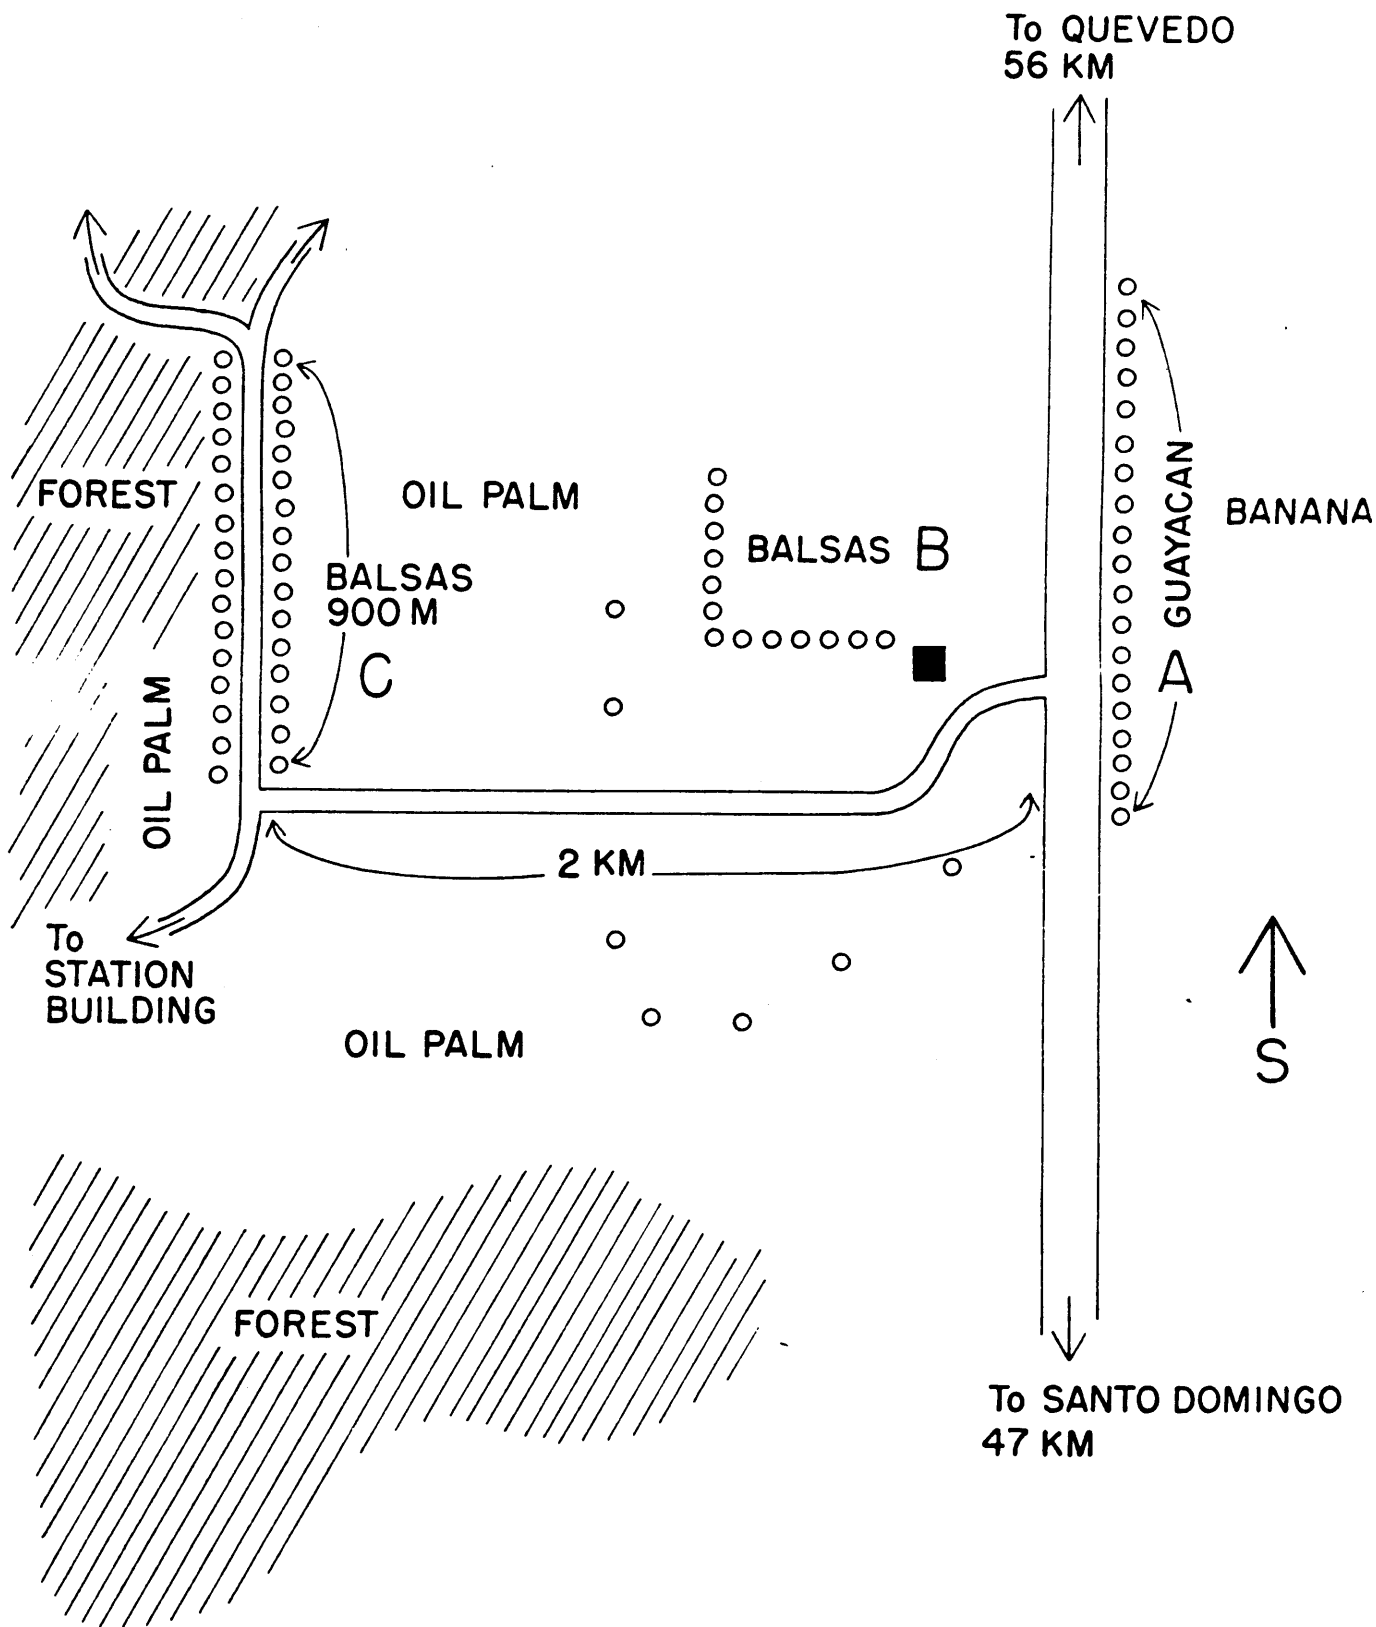 To QUEVEDO
56 KM
FOREST
OIL PALM
BALSAS B
GUAYACAN
BANANA
BALSAS
900 M
C
A
OIL PALM
2 KM
To
STATION
BUILDING
OIL PALM
S
FOREST
To SANTO DOMINGO
47 KM